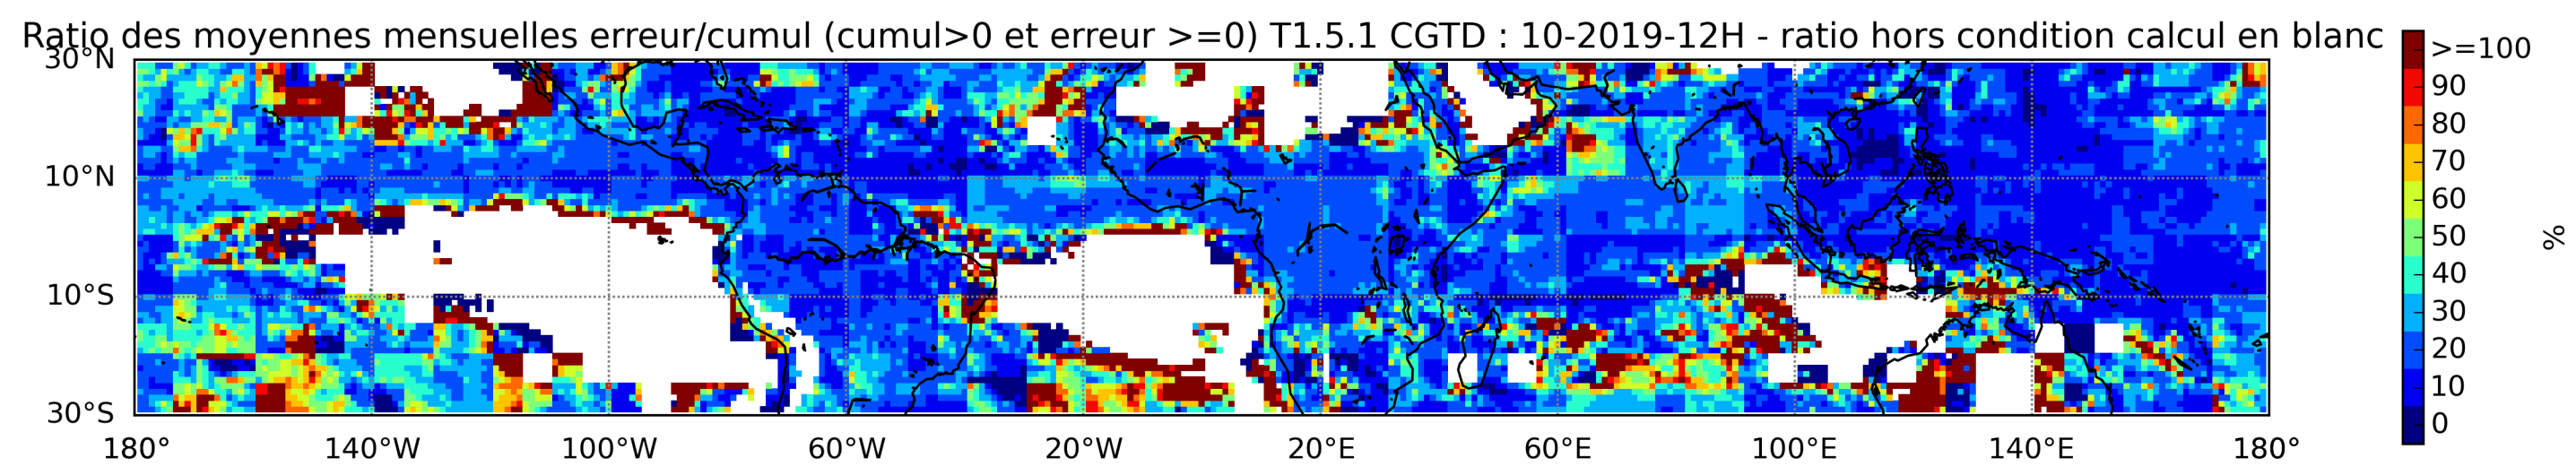 Ratio des moyennes mensuelles erreur/cumul (cumul>0 et erreur >=0) T1.5.1 CGTD : 10-2019-12H - ratio hors condition calcul en blanc
30°N
10°N
10°S
30°S
180° 140°W 100°W 60°W 20°W 20°E 60°E 100°E 140°E 180°
>=100
90
80
70
60
50
40
30
20
10
0
%